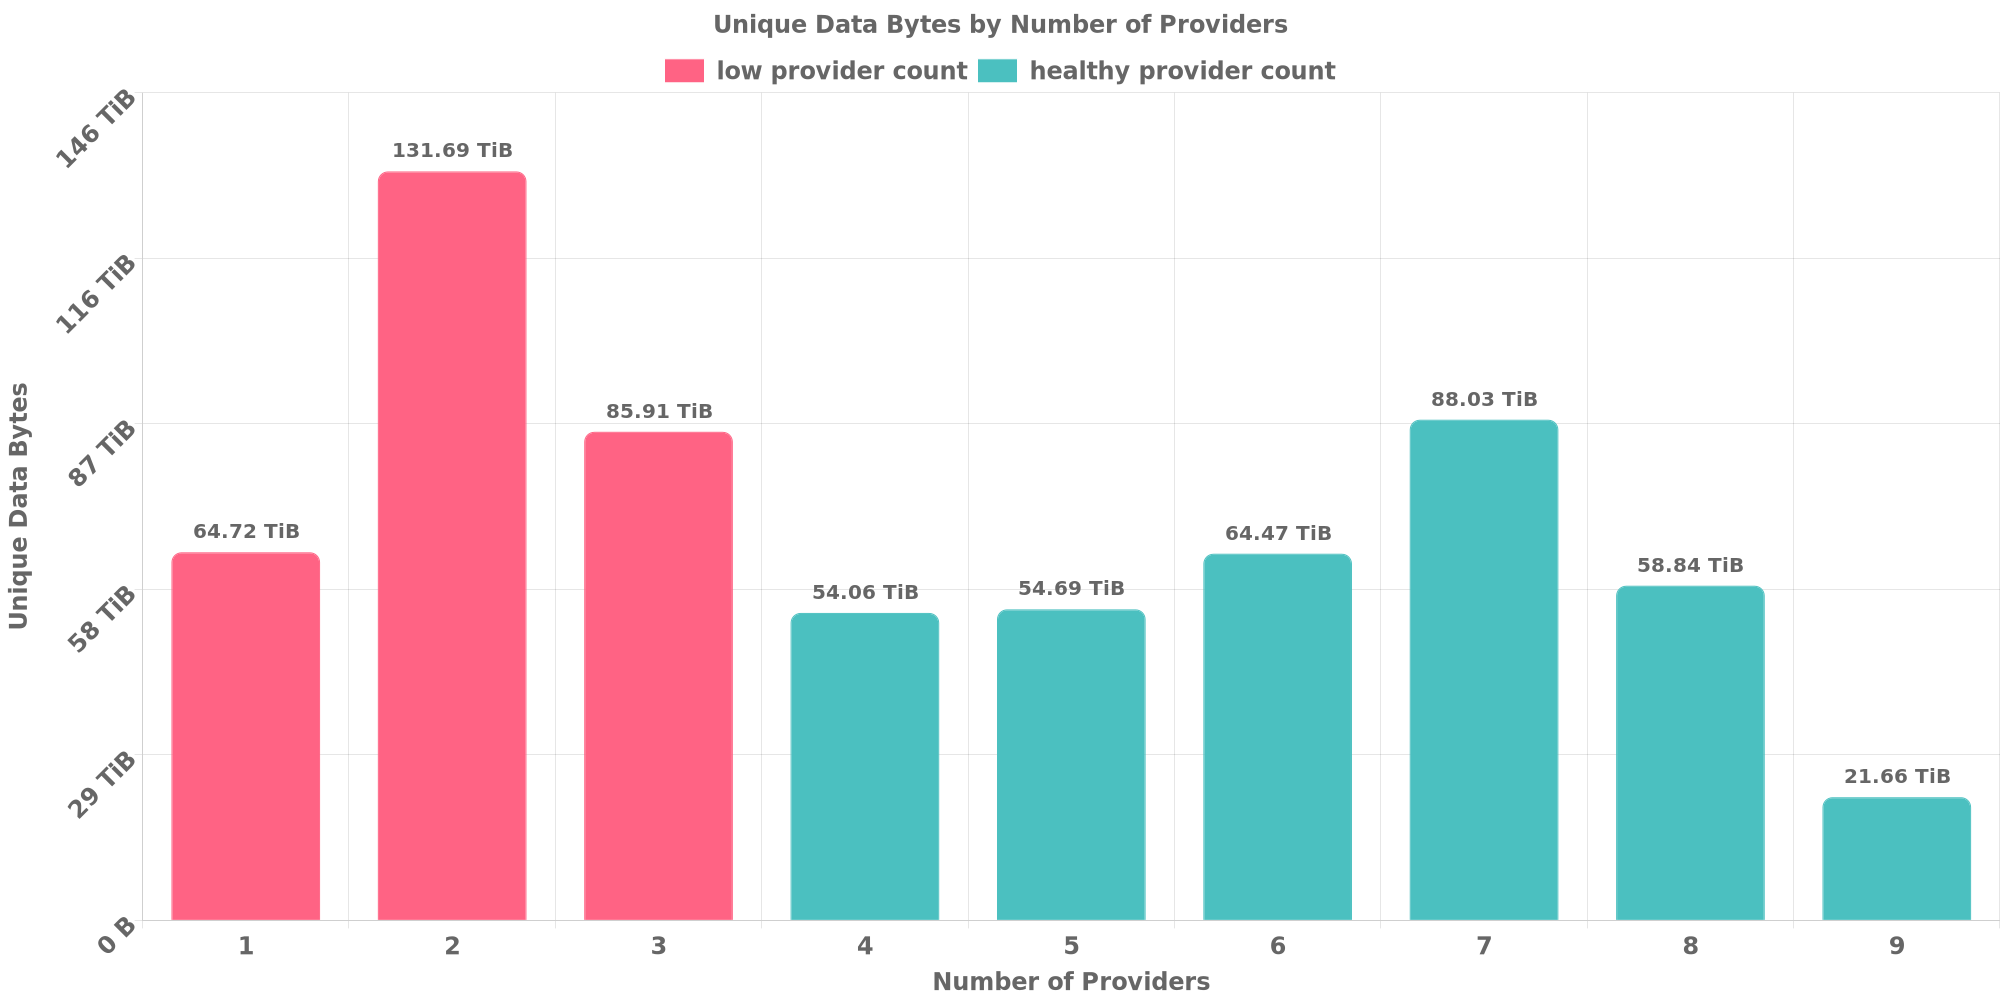 Unique Data Bytes by Number of Providers
low provider count healthy provider count
146 TiB
116 TiB
87 TiB
58 TiB
29 TiB
0 B
Unique Data Bytes
64.72 TiB
131.69 TiB
85.91 TiB
54.06 TiB
54.69 TiB
64.47 TiB
88.03 TiB
58.84 TiB
21.66 TiB
1 2 3 4 5 6 7 8 9
Number of Providers